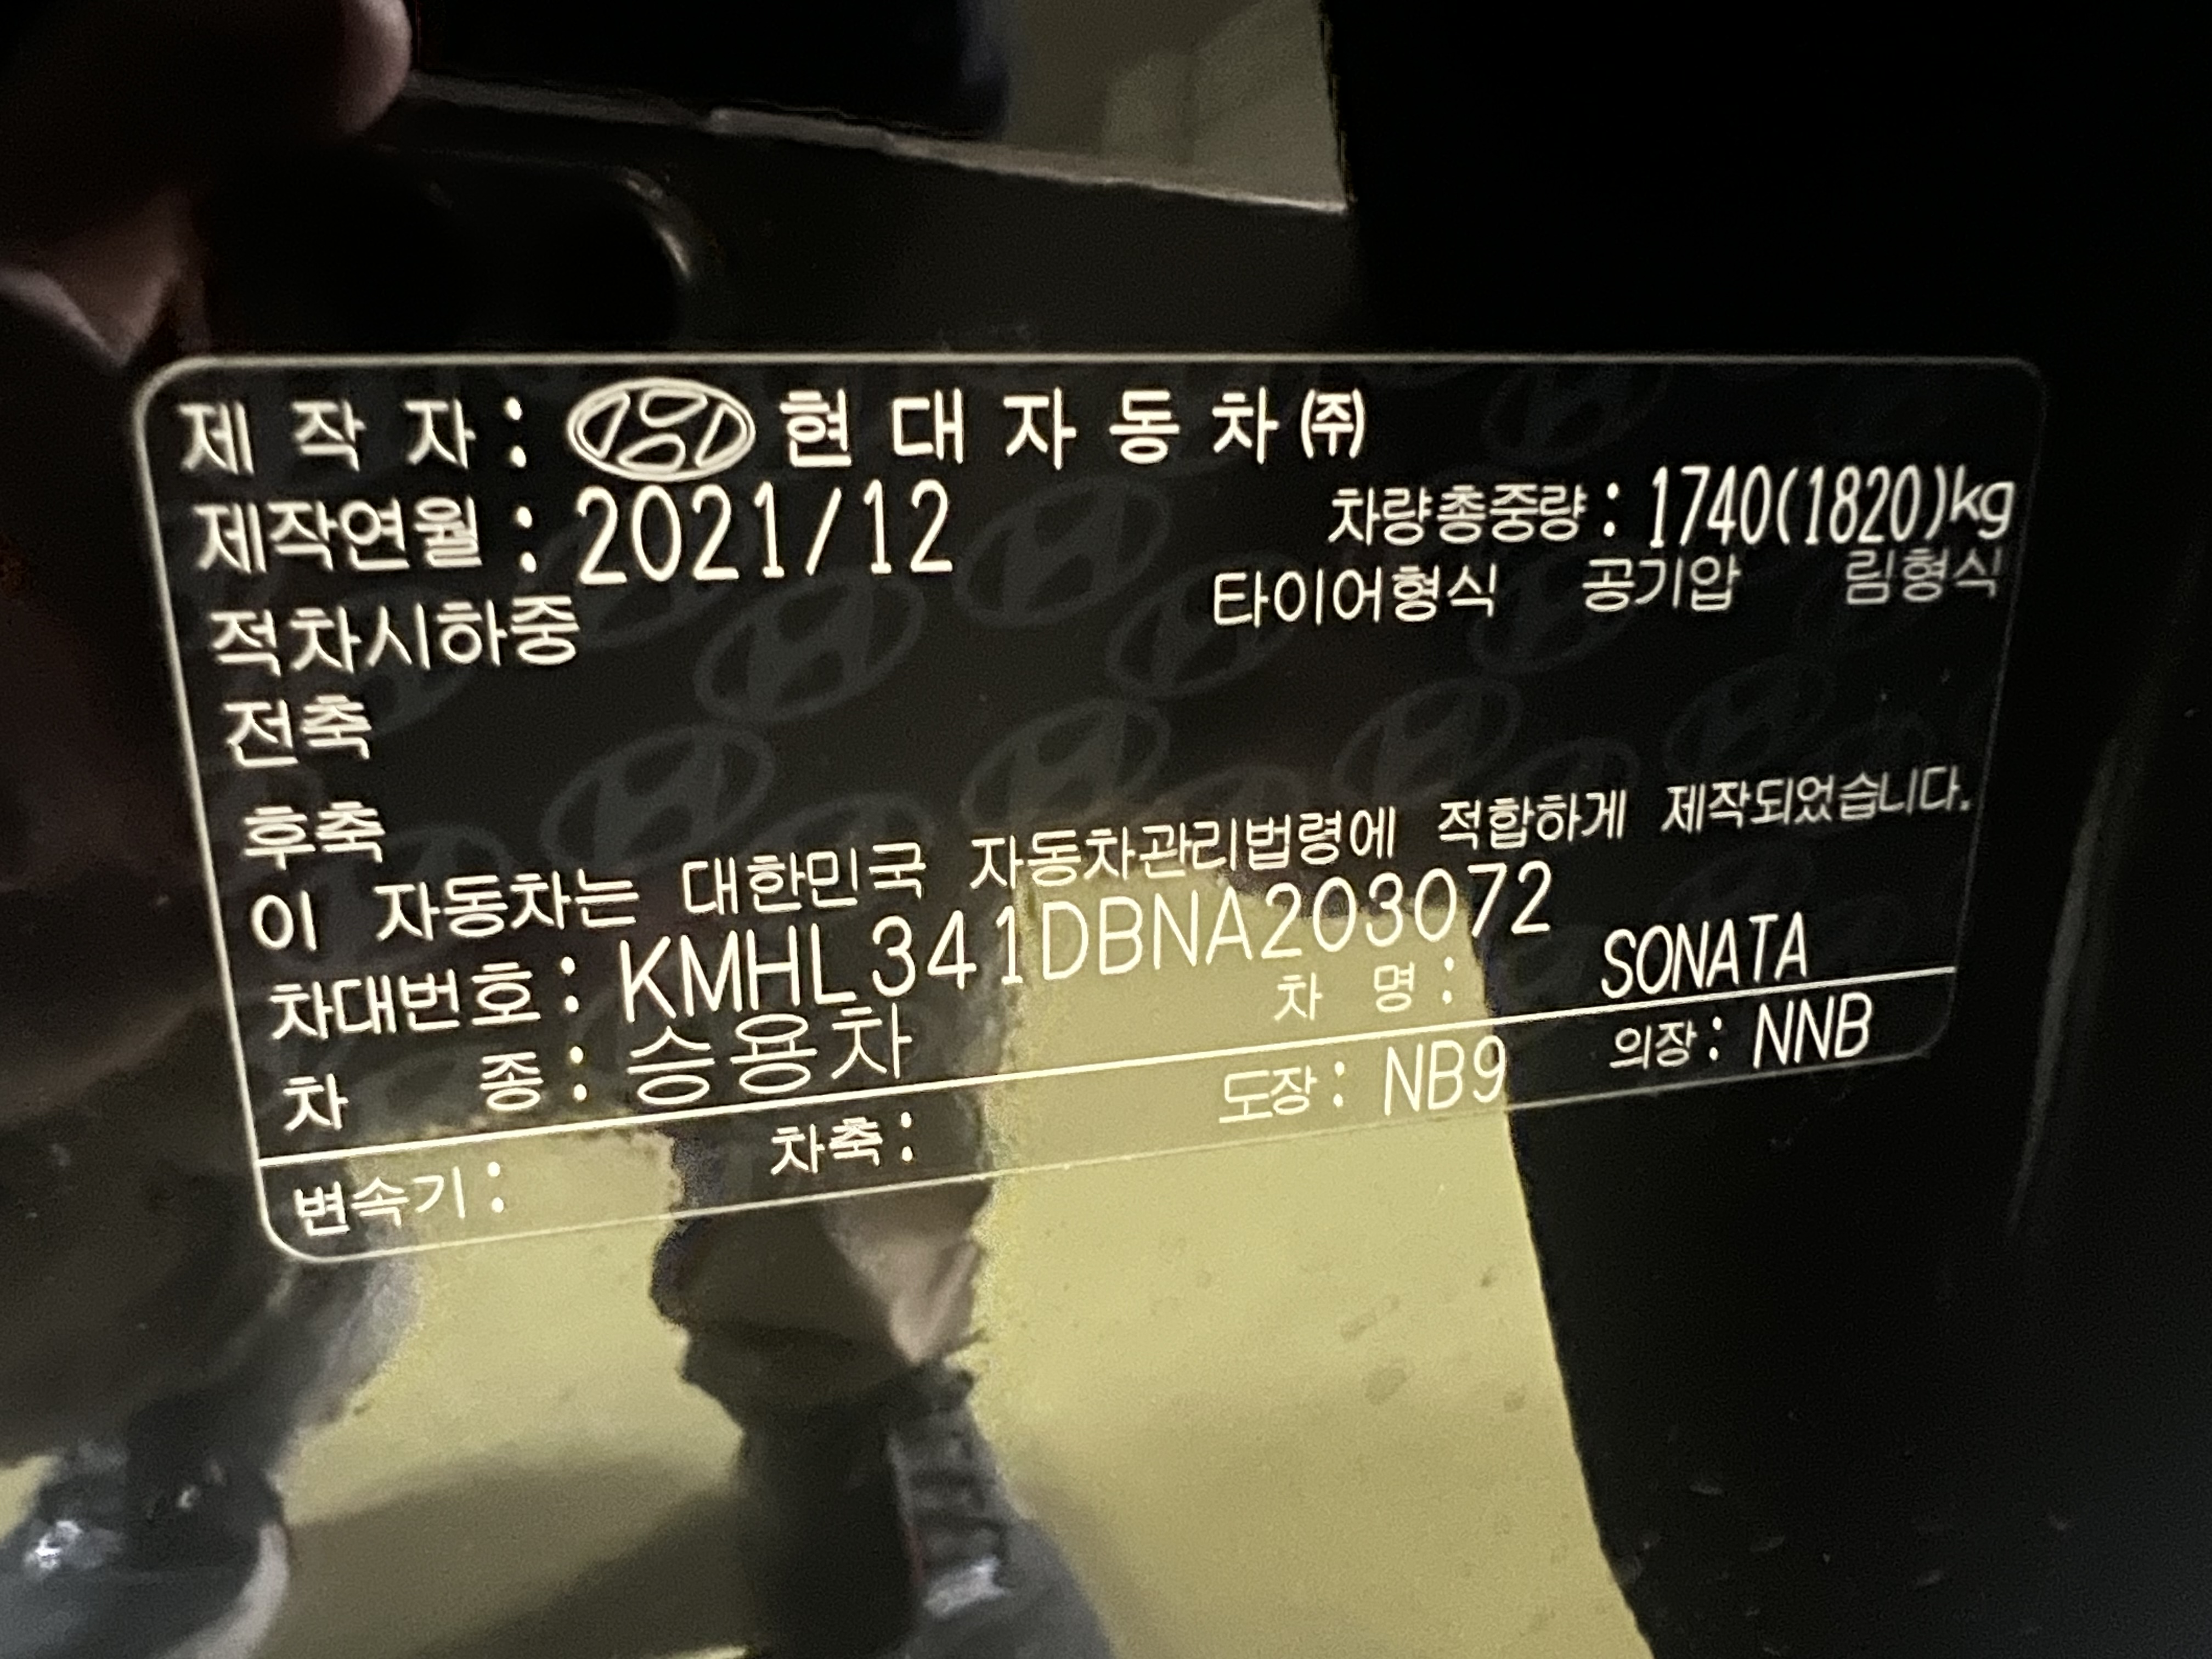 제 작 자 : 현 대 자 동 차 ㈜
제작연월 : 2021/12 차량총중량 : 1740(1820)kg
적차시하중 타이어형식 공기압 림형식
전축
후축
이 자동차는 대한민국 자동차관리법령에 적합하게 제작되었습니다.
차대번호 : KMHL341DBNA203072
차 종 : 승용차 차 명 : SONATA
변속기 : 차축 : 도장 : NB9 의장 : NNB